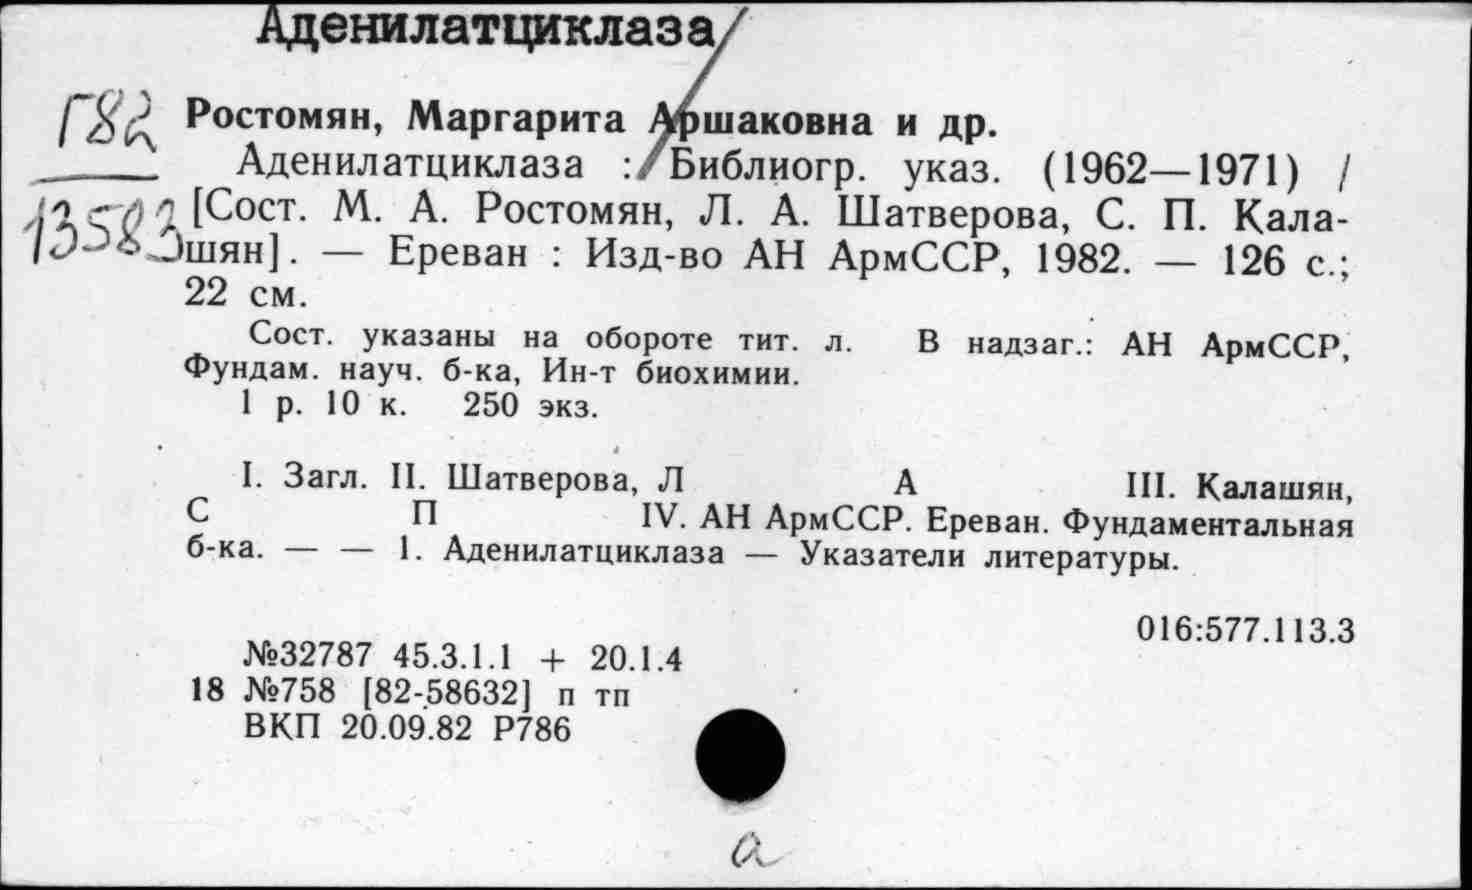 Аденилатциклаза/
Г82
13583
Ростомян, Маргарита Аршаковна и др.
Аденилатциклаза : Библиогр. указ. (1962—1971) /
[Сост. М. А. Ростомян, Л. А. Шатверова, С. П. Кала-
шян]. — Ереван : Изд-во АН АрмССР, 1982. — 126 с.;
22 см.
Сост. указаны на обороте тит. л. В надзаг.: АН АрмССР,
Фундам. науч. б-ка, Ин-т биохимии.
1 р. 10 к. 250 экз.
I. Загл. II. Шатверова, Л А III. Калашян,
С П IV. АН АрмССР. Ереван. Фундаментальная
б-ка. — — 1. Аденилатциклаза — Указатели литературы.
016:577.113.3
№32787 45.3.1.1 + 20.1.4
18 №758 [82-58632] п тп
ВКП 20.09.82 Р786
а